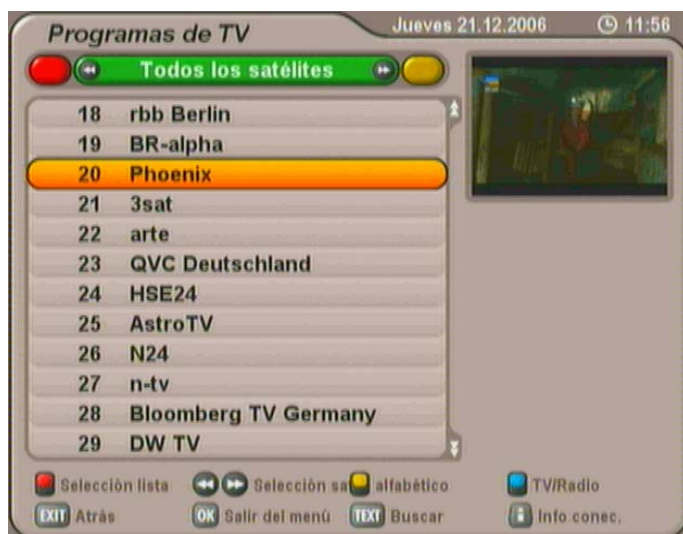 Programas de TV
Jueves 21.12.2006 11:56
Todos los satélites
18 rbb Berlin
19 BR-alpha
20 Phoenix
21 3sat
22 arte
23 QVC Deutschland
24 HSE24
25 AstroTV
26 N24
27 n-tv
28 Bloomberg TV Germany
29 DW TV
Selección lista Selección sa alfabético TV/Radio
EXIT Atrás OK Salir del menú TEXT Buscar i Info conec.